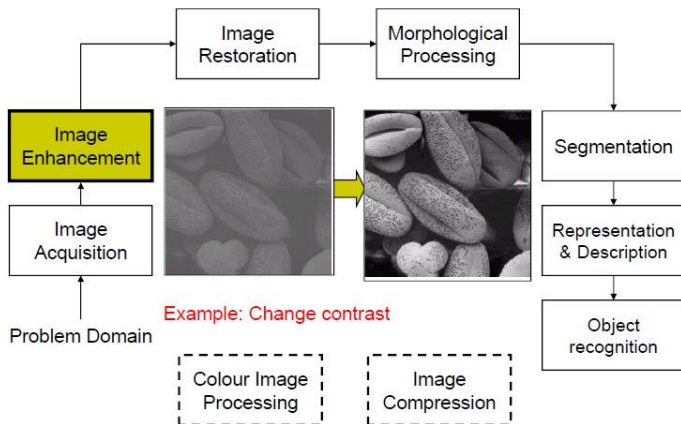 Image
Restoration
Morphological
Processing
Image
Enhancement
Segmentation
Image
Acquisition
Representation
& Description
Example: Change contrast
Problem Domain
Object
recognition
Colour Image
Processing
Image
Compression